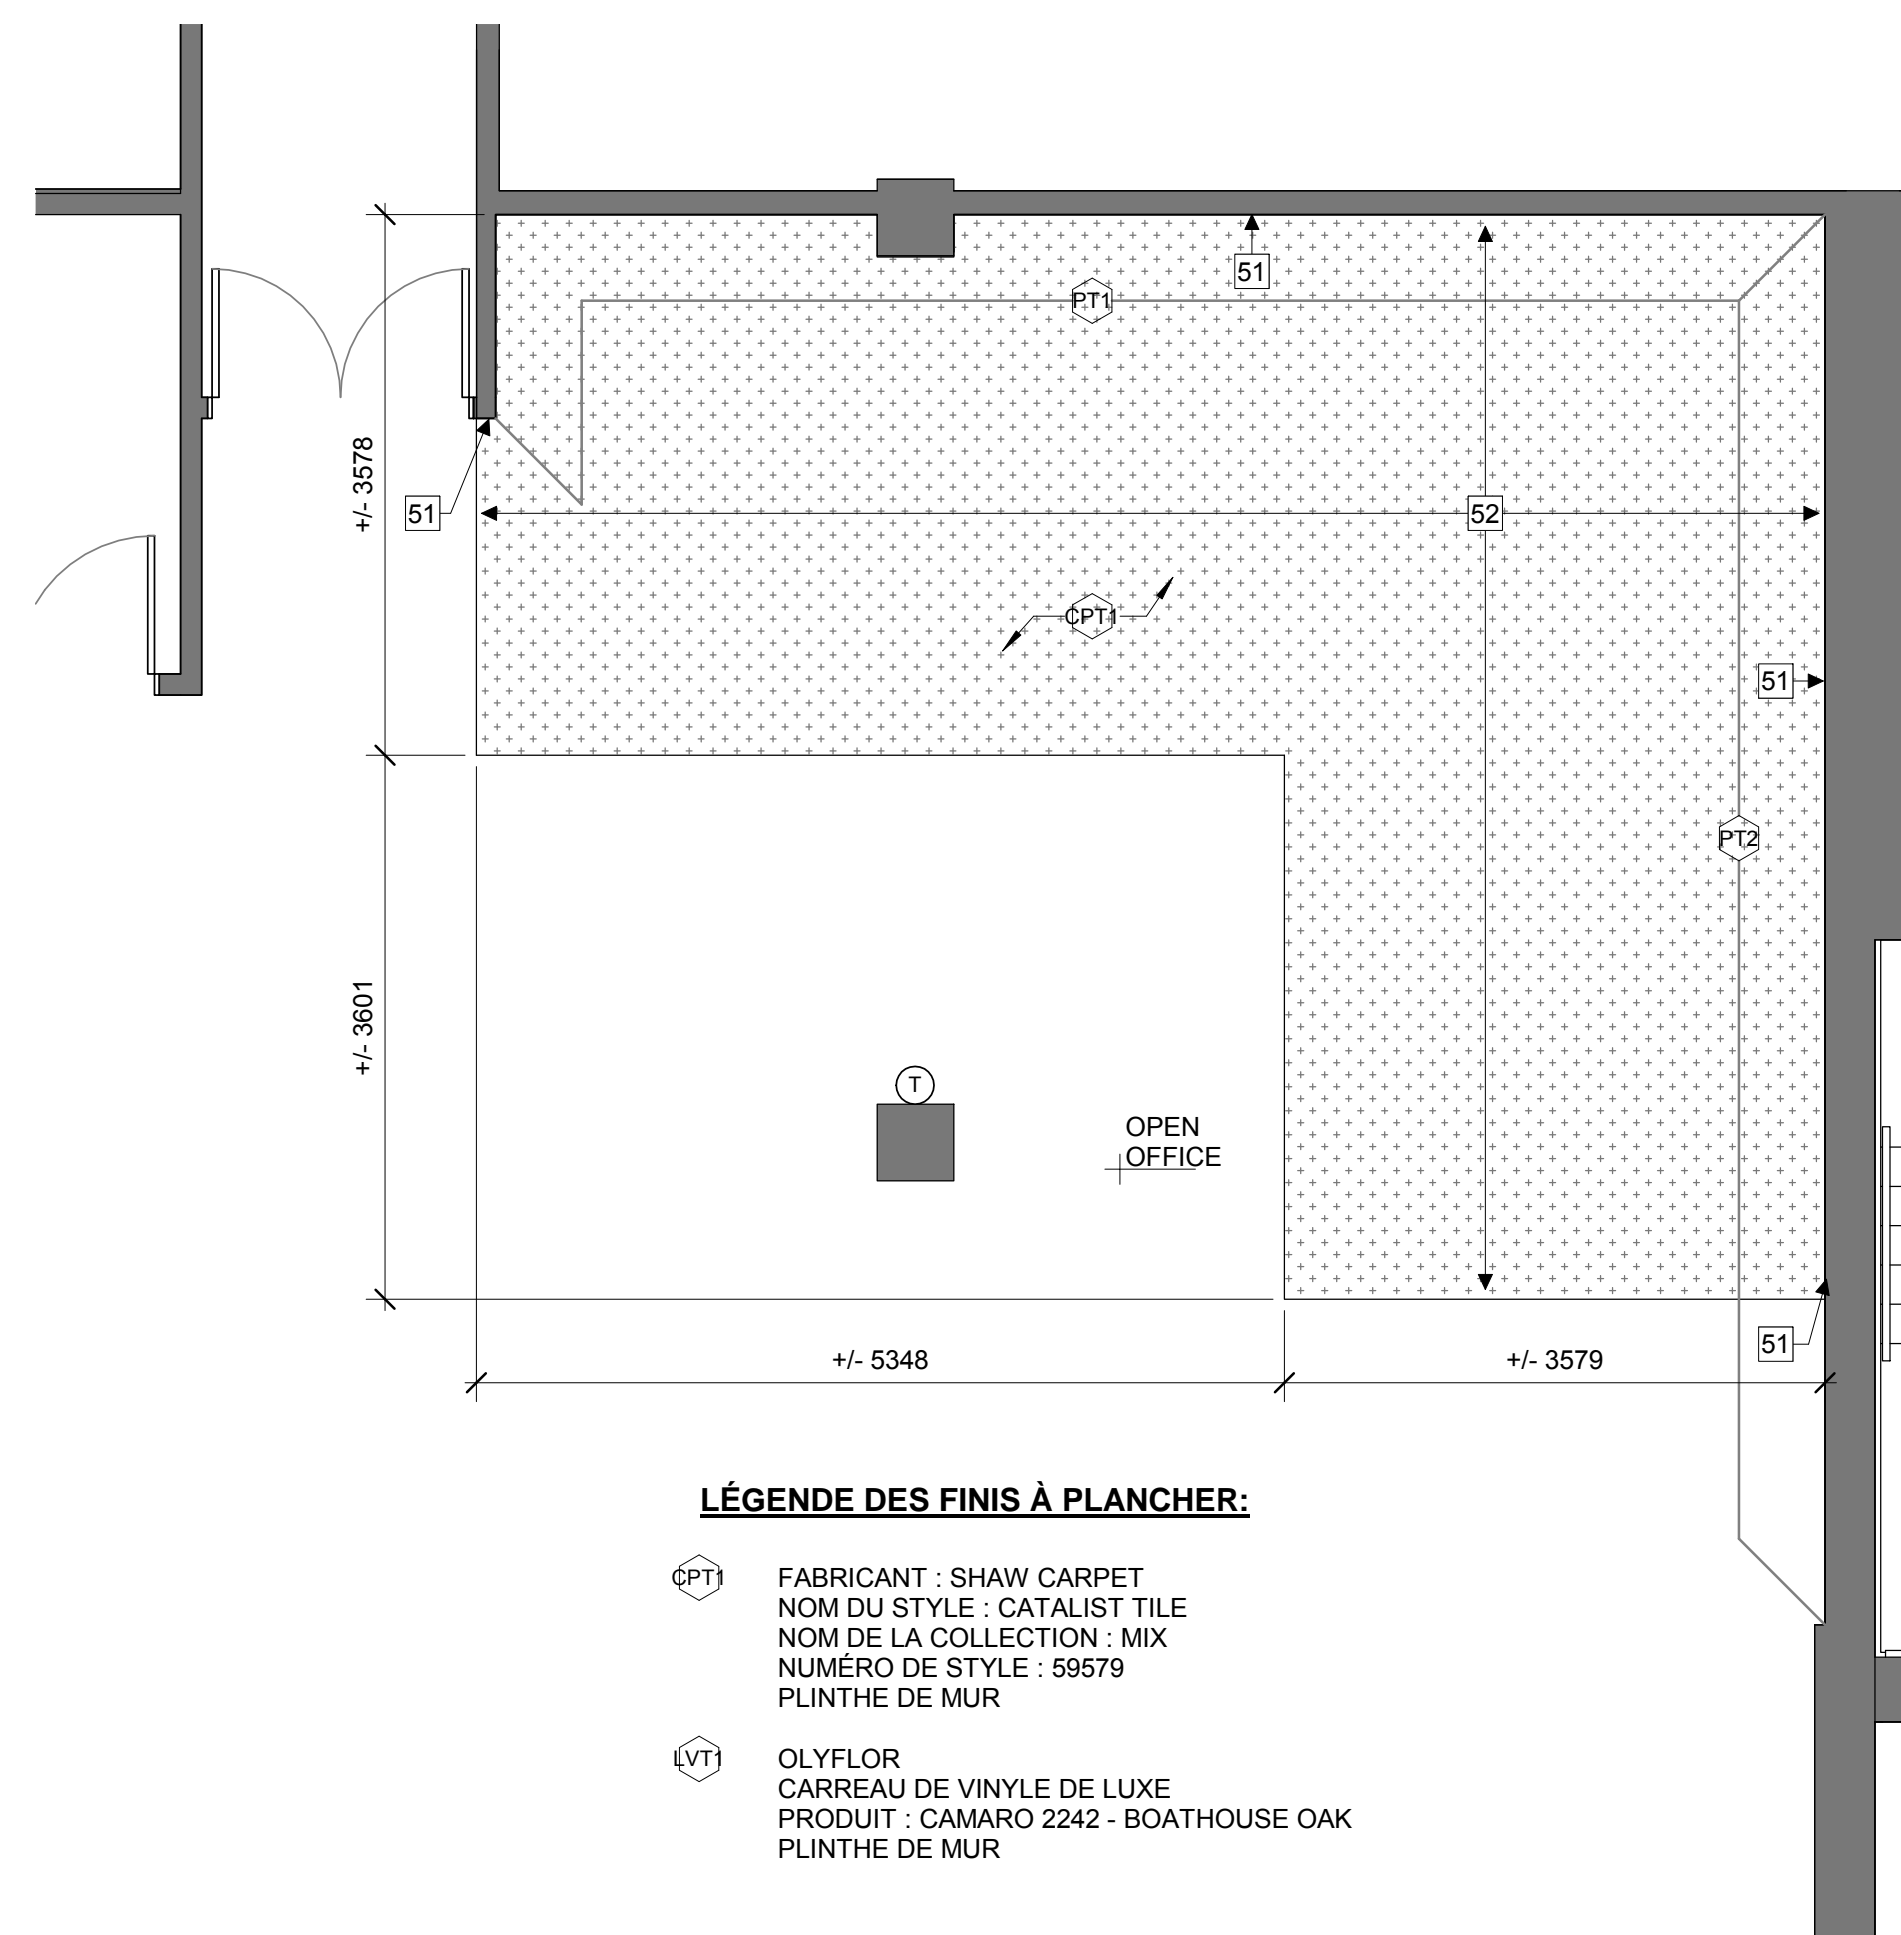 51
PT1
+/- 3578
51
52
CPT1
51
PT2
+/- 3601
T
OPEN
OFFICE
+/- 5348
+/- 3579
51
LÉGENDE DES FINIS À PLANCHER:
CPT1
FABRICANT : SHAW CARPET
NOM DU STYLE : CATALIST TILE
NOM DE LA COLLECTION : MIX
NUMÉRO DE STYLE : 59579
PLINTHE DE MUR
LVT1
OLYFLOR
CARREAU DE VINYLE DE LUXE
PRODUIT : CAMARO 2242 - BOATHOUSE OAK
PLINTHE DE MUR